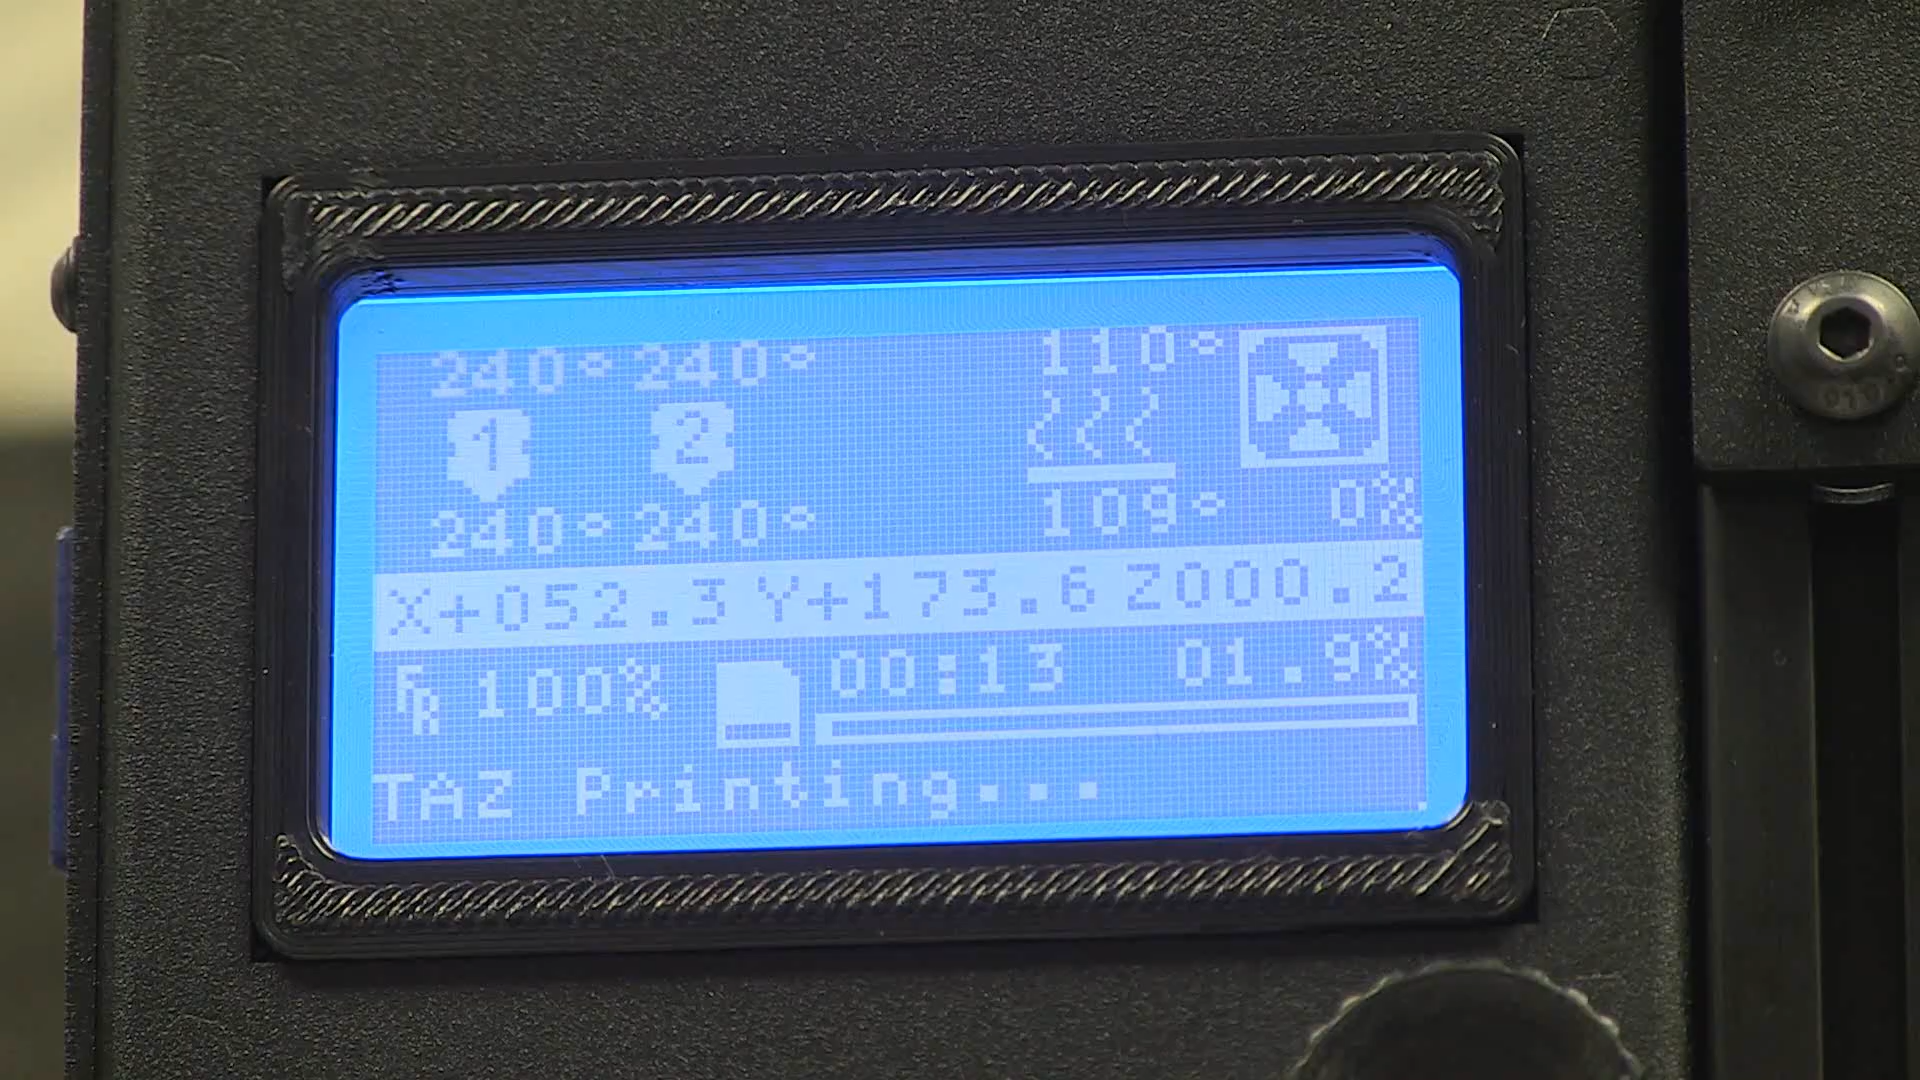 240° 240° 110°
1 2
240° 240° 109° 0%
X+052.3 Y+173.6 Z000.2
FR 100% 00:13 01.9%
TAZ Printing...